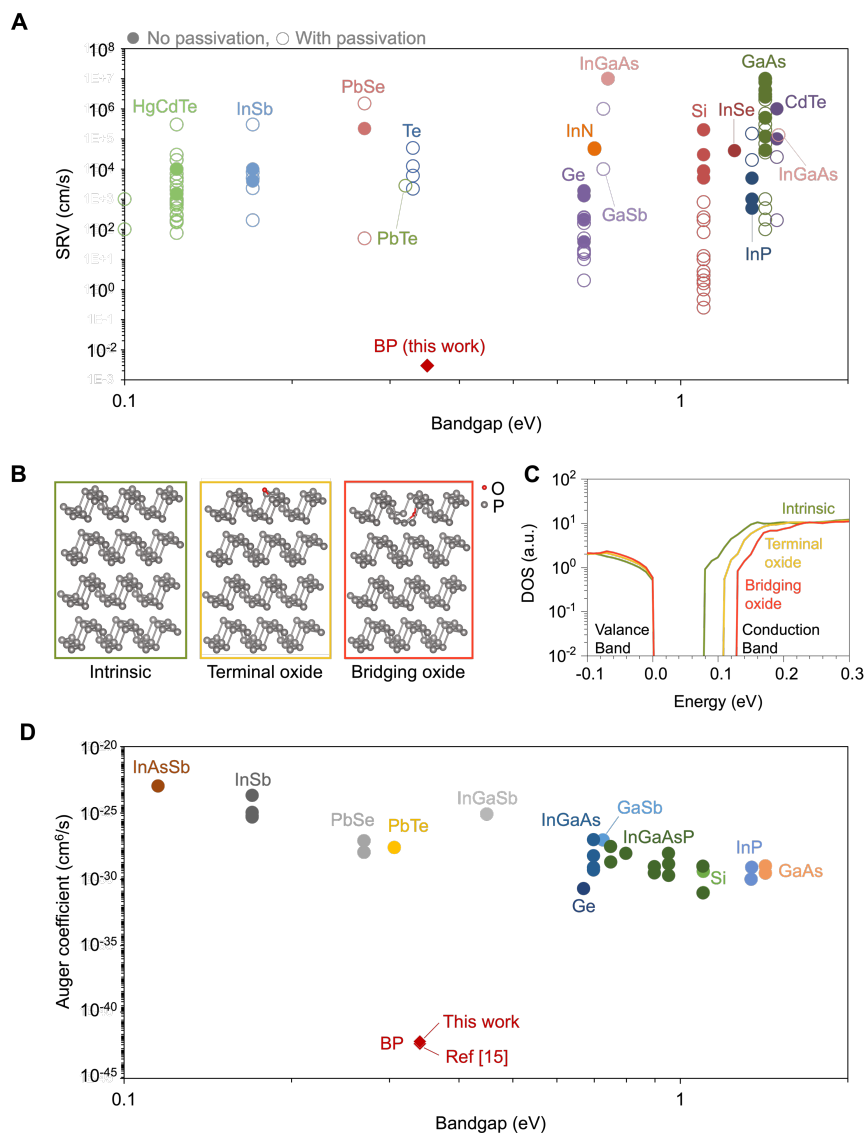 A
No passivation, With passivation
10^8
1E+7
10^6
1E+5
10^4
1E+3
10^2
1E+1
10^0
1E-1
10^-2
1E-3
SRV (cm/s)
HgCdTe
InSb
PbSe
Te
PbTe
InGaAs
InN
Ge
GaSb
Si
InSe
GaAs
CdTe
InGaAs
InP
BP (this work)
0.1
1
Bandgap (eV)
B
O
P
Intrinsic
Terminal oxide
Bridging oxide
C
10^2
10^1
10^0
10^-1
10^-2
DOS (a.u.)
Intrinsic
Terminal
oxide
Bridging
oxide
Valance
Band
Conduction
Band
-0.1 0.0 0.1 0.2 0.3
Energy (eV)
D
10^-20
10^-25
10^-30
10^-35
10^-40
10^-45
Auger coefficient (cm^6/s)
InAsSb
InSb
PbSe
PbTe
InGaSb
InGaAs
GaSb
InGaAsP
Ge
Si
InP
GaAs
This work
BP
Ref [15]
0.1
1
Bandgap (eV)